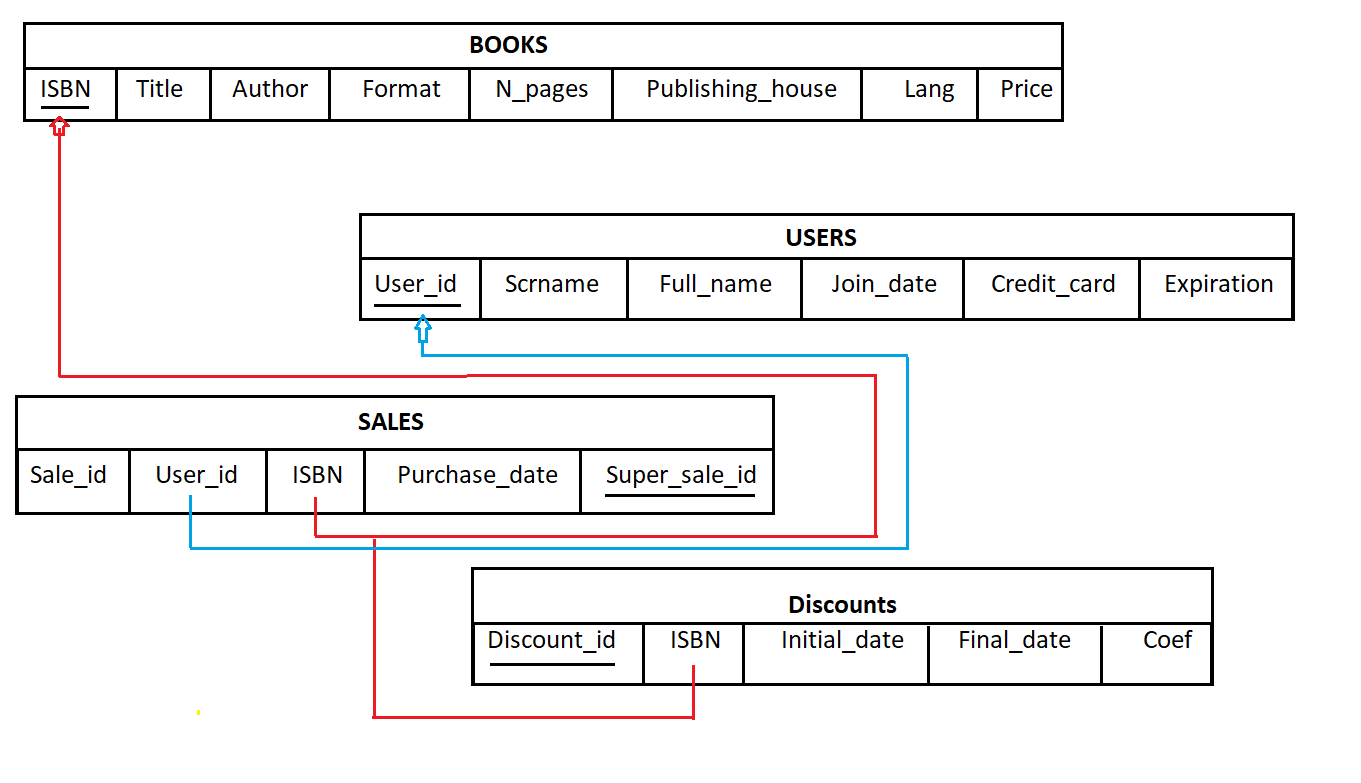 BOOKS
ISBN Title Author Format N_pages Publishing_house Lang Price
USERS
User_id Scrname Full_name Join_date Credit_card Expiration
SALES
Sale_id User_id ISBN Purchase_date Super_sale_id
Discounts
Discount_id ISBN Initial_date Final_date Coef